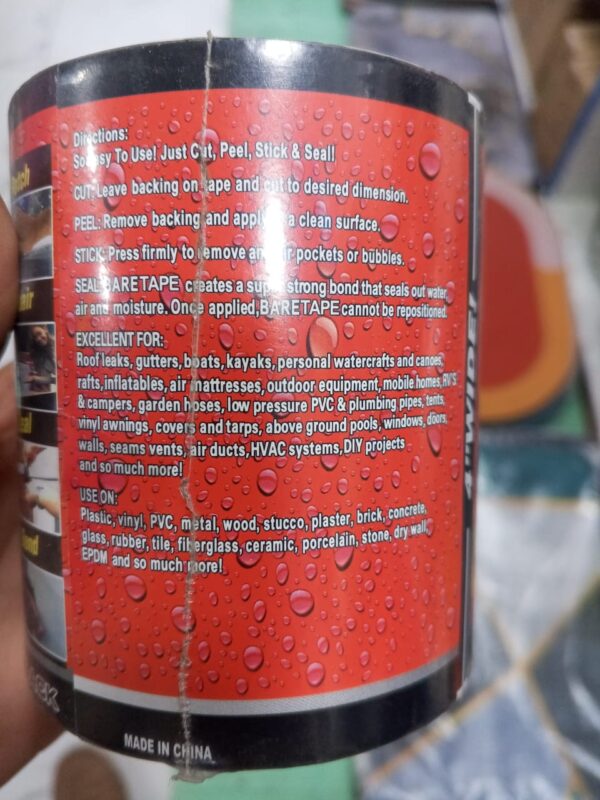 Directions:
So Easy To Use! Just Cut, Peel, Stick & Seal!
CUT: Leave backing on tape and cut to desired dimension.
PEEL: Remove backing and apply to a clean surface.
STICK: Press firmly to remove any air pockets or bubbles.
SEAL: BARETAPE creates a super strong bond that seals out water,
air and moisture. Once applied, BARETAPE cannot be repositioned.
EXCELLENT FOR:
Roof leaks, gutters, boats, kayaks, personal watercrafts and canoes,
rafts, inflatables, air mattresses, outdoor equipment, mobile homes, HV'S
& campers, garden hoses, low pressure PVC & plumbing pipes, tents,
vinyl awnings, covers and tarps, above ground pools, windows, doors,
walls, seams vents, air ducts, HVAC systems, DIY projects
and so much more!
USE ON:
Plastic, vinyl, PVC, metal, wood, stucco, plaster, brick, concrete,
glass, rubber, tile, fiberglass, ceramic, porcelain, stone, dry wall,
EPDM and so much more!
MADE IN CHINA
4" WIDE!